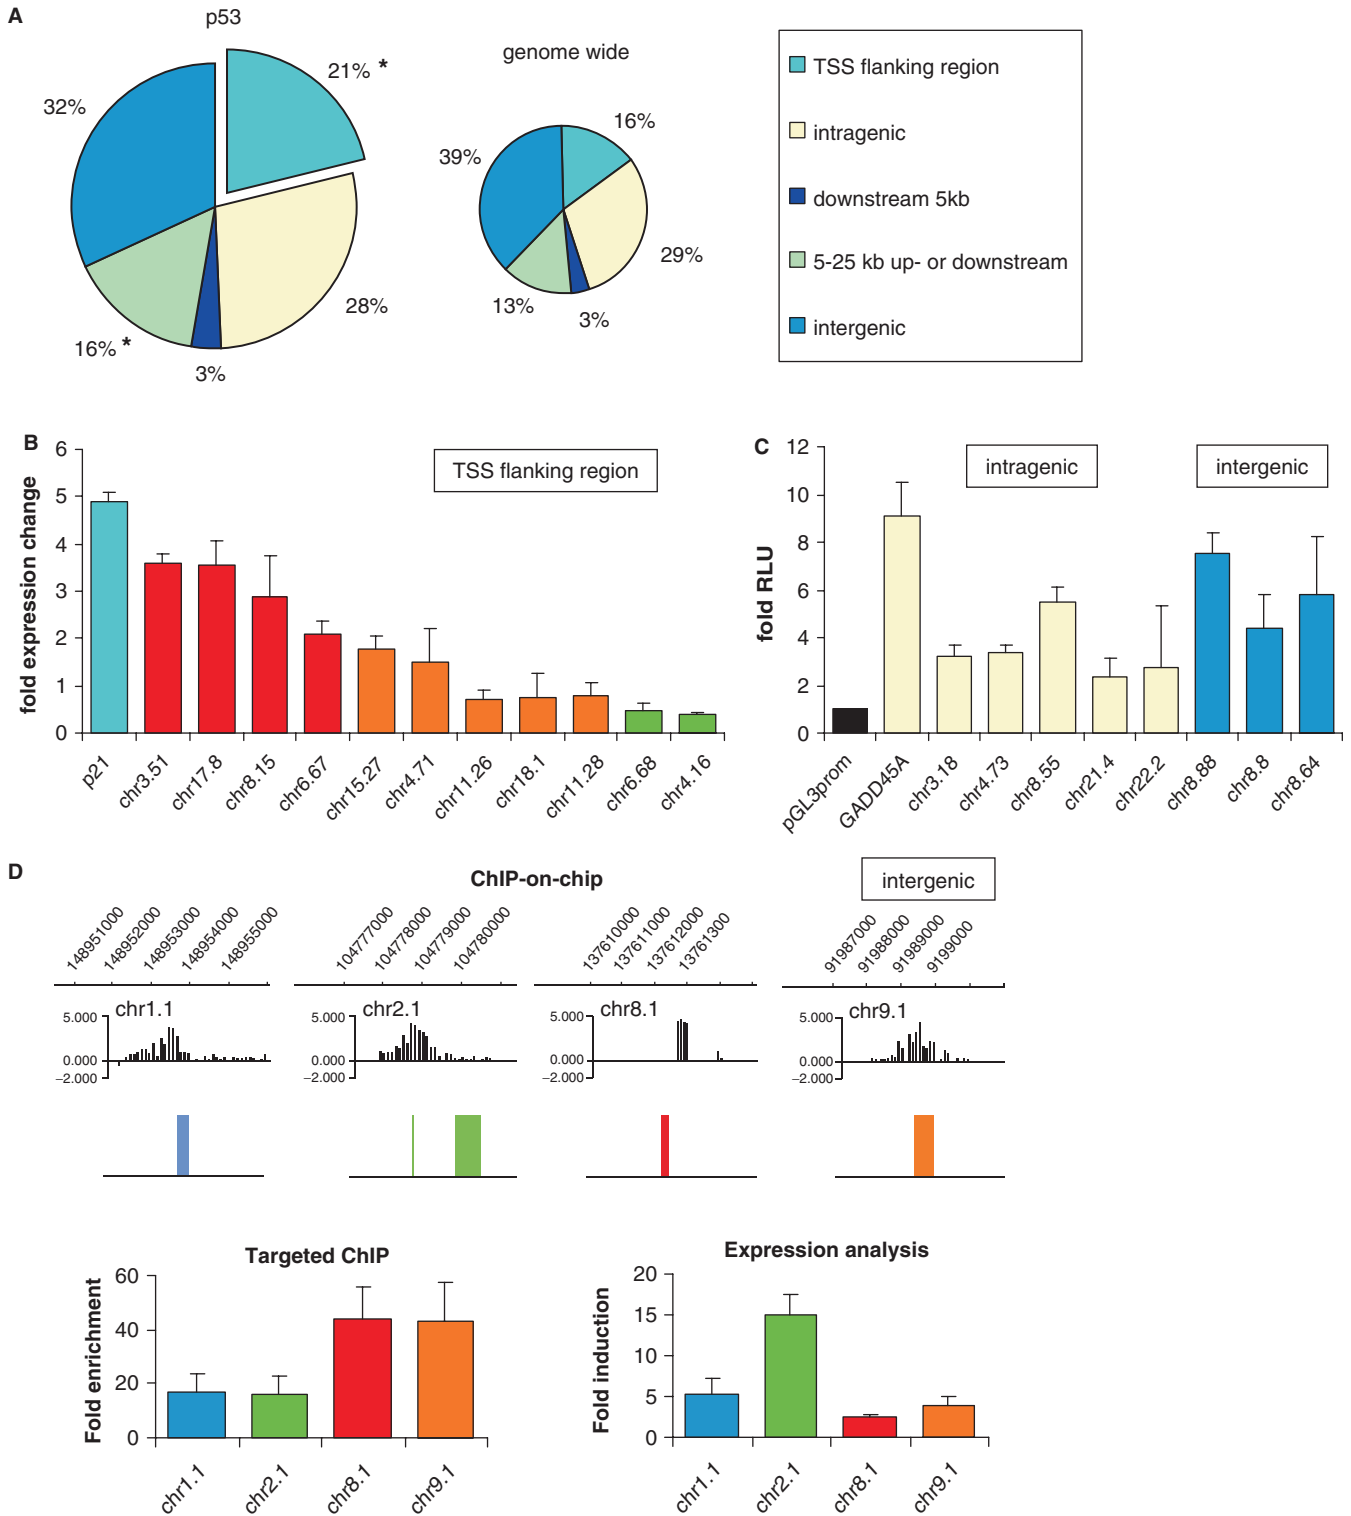 A
p53
genome wide
21% *
28%
3%
16% *
32%
16%
29%
3%
13%
39%
TSS flanking region
intragenic
downstream 5kb
5-25 kb up- or downstream
intergenic
B
TSS flanking region
fold expression change
6
5
4
3
2
1
0
p21
chr3.51
chr17.8
chr8.15
chr6.67
chr15.27
chr4.71
chr11.26
chr18.1
chr11.28
chr6.68
chr4.16
C
intragenic
intergenic
fold RLU
12
10
8
6
4
2
0
pGL3prom
GADD45A
chr3.18
chr4.73
chr8.55
chr21.4
chr22.2
chr8.88
chr8.8
chr8.64
D
ChIP-on-chip
intergenic
148951000
148952000
148953000
148954000
148955000
104777000
104778000
104779000
104780000
137610000
137611000
137612000
13761300
91987000
91988000
91989000
9199000
chr1.1
5.000
0.000
−2.000
chr2.1
5.000
0.000
−2.000
chr8.1
5.000
0.000
−2.000
chr9.1
5.000
0.000
−2.000
Targeted ChIP
Fold enrichment
60
40
20
0
chr1.1
chr2.1
chr8.1
chr9.1
Expression analysis
Fold induction
20
15
10
5
0
chr1.1
chr2.1
chr8.1
chr9.1